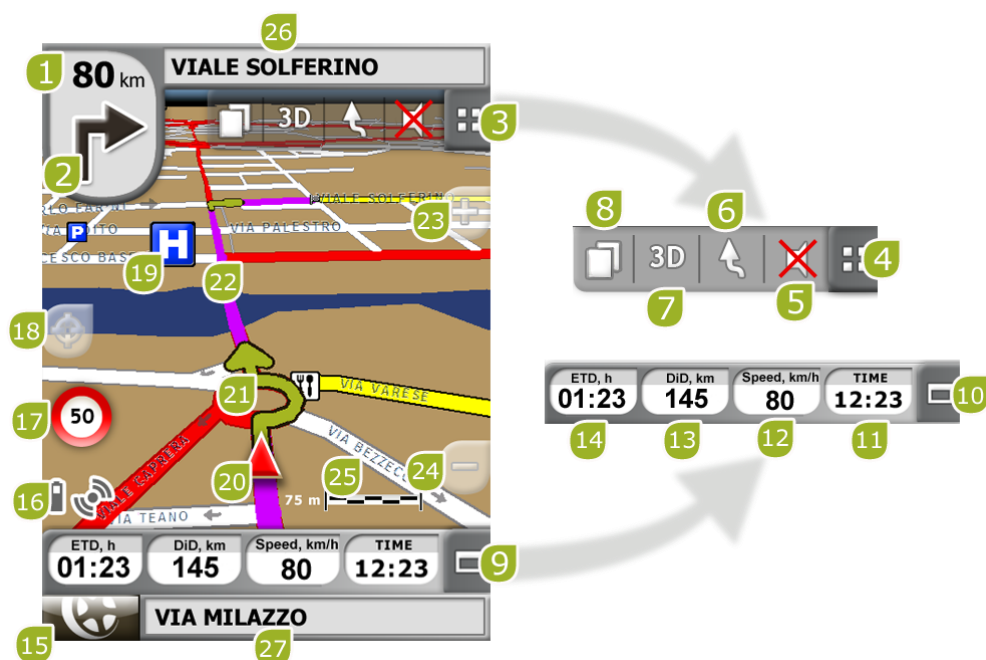 26
1
80 km
VIALE SOLFERINO
3D
3
2
VIALE SOLFERINO
23
P
VIA PALESTRO
H
19
22
18
21
VIA VARESE
17
50
VIALE CAPRERA
20
25
24
VIA BEZZECC
16
75 m
VIA TEANO
ETD, h
01:23
DiD, km
145
Speed, km/h
80
TIME
12:23
9
15
VIA MILAZZO
27
8
6
3D
4
7
5
ETD, h
01:23
DiD, km
145
Speed, km/h
80
TIME
12:23
10
14
13
12
11